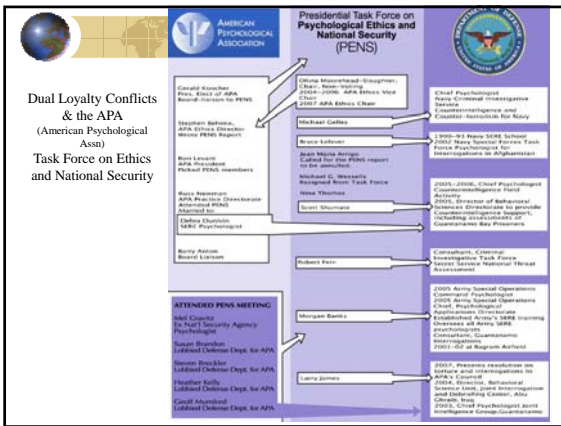 Dual Loyalty Conflicts
& the APA
(American Psychological
Assn)
Task Force on Ethics
and National Security
AMERICAN
PSYCHOLOGICAL
ASSOCIATION
Gerald Koocher
Pres. Elect of APA
Board-liaison to PENS
Stephen Behnke,
APA Ethics Director
Wrote PENS Report
Ron Levant
APA President
Picked PENS members
Russ Newman
APA Practice Directorate
Attended PENS
Married to:
Debra Dunivin
SERE Psychologist
Barry Anton
Board Liaison
ATTENDED PENS MEETING
Mel Gravitz
Ex Nat'l Security Agency
Psychologist
Susan Brandon
Lobbied Defense Dept. for APA
Steven Breckler
Lobbied Defense Dept. for APA
Heather Kelly
Lobbied Defense Dept. for APA
Geoff Mumford
Lobbied Defense Dept. for APA
Presidential Task Force on
Psychological Ethics and
National Security
(PENS)
Olivia Moorehead-Slaughter,
Chair, Non-Voting
2004-2006 APA Ethics Vice
Chair
2007 APA Ethics Chair
Michael Gelles
Bryce Lefever
Jean Maria Arrigo
Called for the PENS report
to be annulled.
Michael G. Wessells
Resigned from Task Force
Nina Thomas
Scott Shumate
Robert Fein
Morgan Banks
Larry James
DEPARTMENT OF DEFENSE
UNITED STATES OF AMERICA
Chief Psychologist
Navy Criminal Investigative
Service
Counterintelligence and
Counter-terrorism for Navy
1990-93 Navy SERE School
2002 Navy Special Forces Task
Force Psychologist for
Interrogations in Afghanistan
2005-2006, Chief Psychologist
Counterintelligence Field
Activity
2005, Director of Behavioral
Sciences Directorate to provide
Counterintelligence Support,
including assessments of
Guantanamo Bay Prisoners
Consultant, Criminal
Investigative Task Force
Secret Service National Threat
Assessment
2005 Army Special Operations
Command Psychologist
2005 Army Special Operations
Chief, Psychological
Applications Directorate
Established Army's SERE training
Oversees all Army SERE
psychologists
Consultant, Guantanamo
Interrogations
2001-02 at Bagram Airfield
2007, Presents resolution on
torture and interrogations to
APA's Council
2004, Director, Behavioral
Science Unit, Joint Interrogation
and Debriefing Center, Abu
Ghraib, Iraq
2003, Chief Psychologist Joint
Intelligence Group:Guantanamo